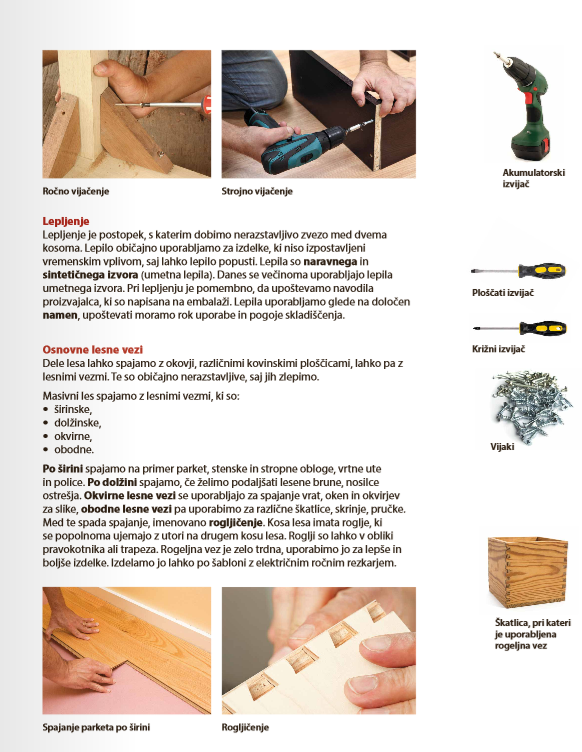 Ročno vijačenje
Strojno vijačenje
Akumulatorski
izvijač
Lepljenje
Lepljenje je postopek, s katerim dobimo nerazstavljivo zvezo med dvema
kosoma. Lepilo običajno uporabljamo za izdelke, ki niso izpostavljeni
vremenskim vplivom, saj lahko lepilo popusti. Lepila so naravnega in
sintetičnega izvora (umetna lepila). Danes se večinoma uporabljajo lepila
umetnega izvora. Pri lepljenju je pomembno, da upoštevamo navodila
proizvajalca, ki so napisana na embalaži. Lepila uporabljamo glede na določen
namen, upoštevati moramo rok uporabe in pogoje skladiščenja.
Ploščati izvijač
Križni izvijač
Vijaki
Osnovne lesne vezi
Dele lesa lahko spajamo z okovji, različnimi kovinskimi ploščicami, lahko pa z
lesnimi vezmi. Te so običajno nerazstavljive, saj jih zlepimo.
Masivni les spajamo z lesnimi vezmi, ki so:
• širinske,
• dolžinske,
• okvirne,
• obodne.
Po širini spajamo na primer parket, stenske in stropne obloge, vrtne ute
in police. Po dolžini spajamo, če želimo podaljšati lesene brune, nosilce
ostrešja. Okvirne lesne vezi se uporabljajo za spajanje vrat, oken in okvirjev
za slike, obodne lesne vezi pa uporabimo za različne škatlice, skrinje, pručke.
Med te spada spajanje, imenovano rogljičenje. Kosa lesa imata roglje, ki
se popolnoma ujemajo z utori na drugem kosu lesa. Roglji so lahko v obliki
pravokotnika ali trapeza. Rogeljna vez je zelo trdna, uporabimo jo za lepše in
boljše izdelke. Izdelamo jo lahko po šabloni z električnim ročnim rezkarjem.
Škatlica, pri kateri
je uporabljena
rogeljna vez
Spajanje parketa po širini
Rogljičenje